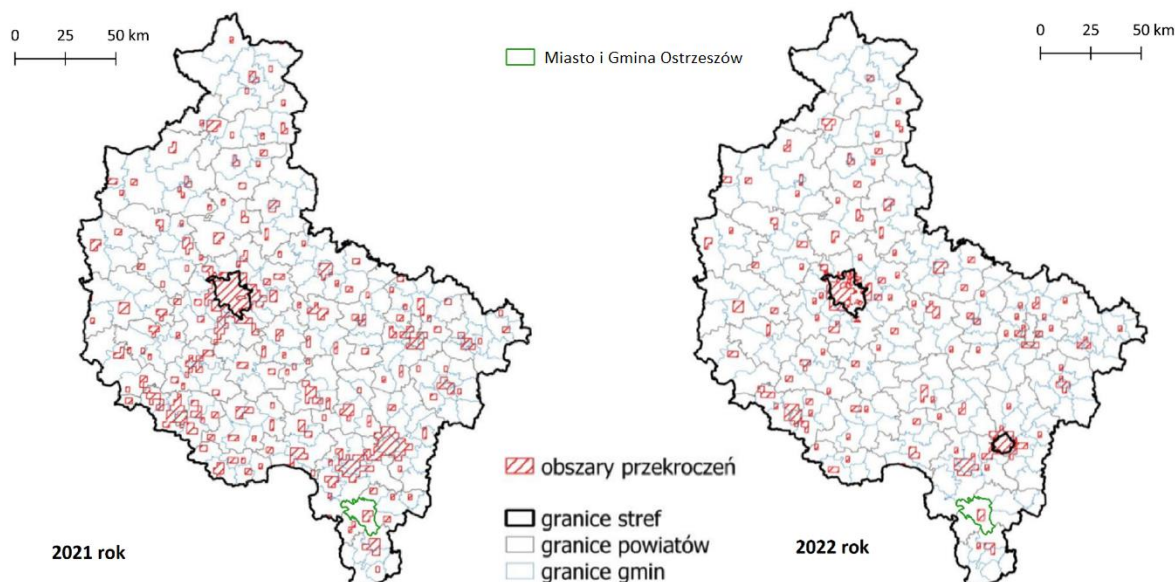 0 25 50 km
Miasto i Gmina Ostrzeszów
0 25 50 km
obszary przekroczeń
granice stref
granice powiatów
granice gmin
2021 rok
2022 rok